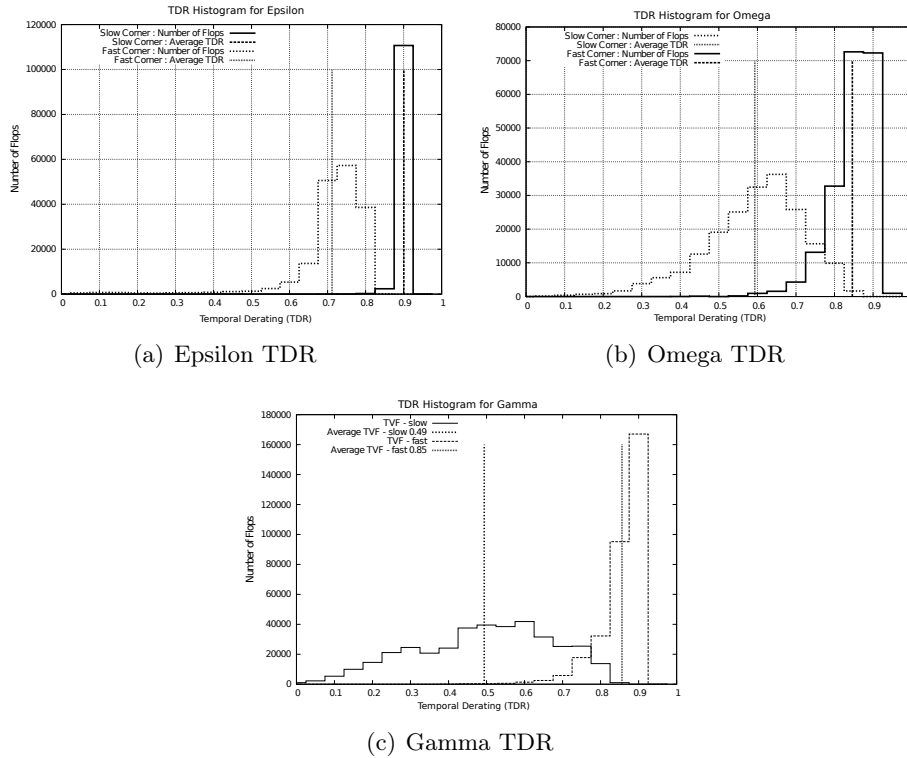 TDR Histogram for Epsilon
120000
100000
80000
60000
40000
20000
0
Number of Flops
Slow Corner : Number of Flops
Slow Corner : Average TDR
Fast Corner : Number of Flops
Fast Corner : Average TDR
0 0.1 0.2 0.3 0.4 0.5 0.6 0.7 0.8 0.9 1
Temporal Derating (TDR)
(a) Epsilon TDR
TDR Histogram for Omega
80000
70000
60000
50000
40000
30000
20000
10000
0
Number of Flops
Slow Corner : Number of Flops
Slow Corner : Average TDR
Fast Corner : Number of Flops
Fast Corner : Average TDR
0 0.1 0.2 0.3 0.4 0.5 0.6 0.7 0.8 0.9
Temporal Derating (TDR)
(b) Omega TDR
TDR Histogram for Gamma
180000
160000
140000
120000
100000
80000
60000
40000
20000
0
Number of Flops
TVF - slow
Average TVF - slow 0.49
TVF - fast
Average TVF - fast 0.85
0 0.1 0.2 0.3 0.4 0.5 0.6 0.7 0.8 0.9 1
Temporal Derating (TDR)
(c) Gamma TDR